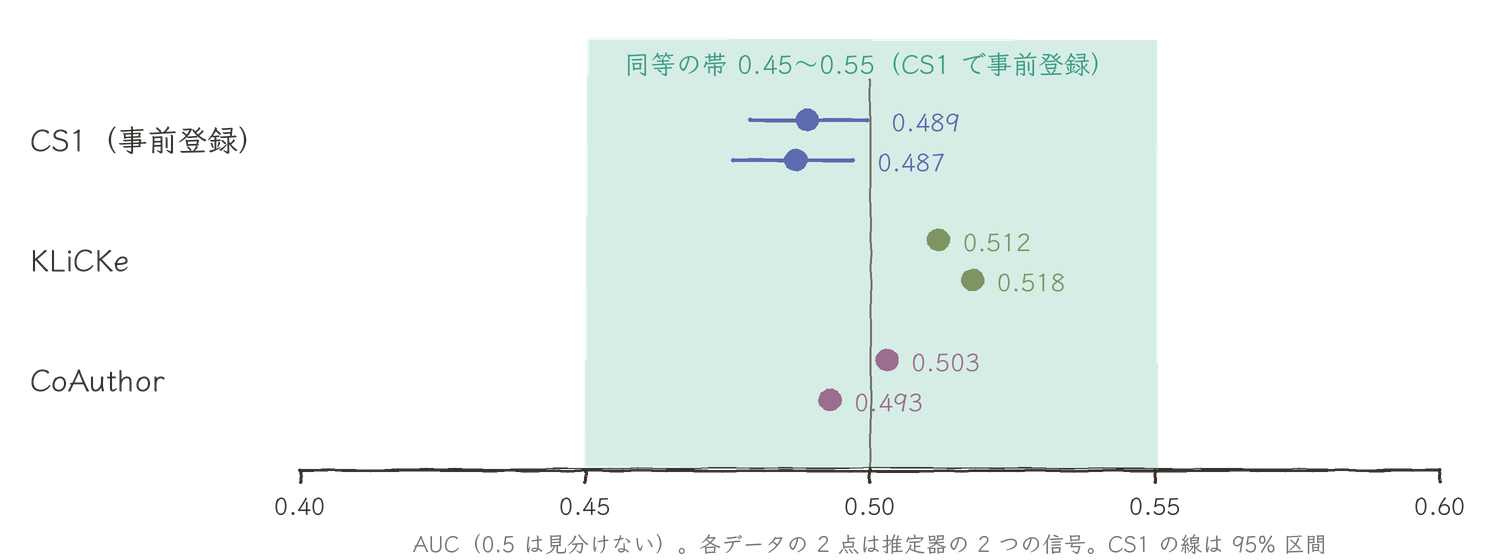 同等の帯 0.45～0.55（CS1 で事前登録）
CS1（事前登録）
0.489
0.487
KLiCKe
0.512
0.518
CoAuthor
0.503
0.493
0.40 0.45 0.50 0.55 0.60
AUC（0.5 は見分けない）。各データの 2 点は推定器の 2 つの信号。CS1 の線は 95% 区間